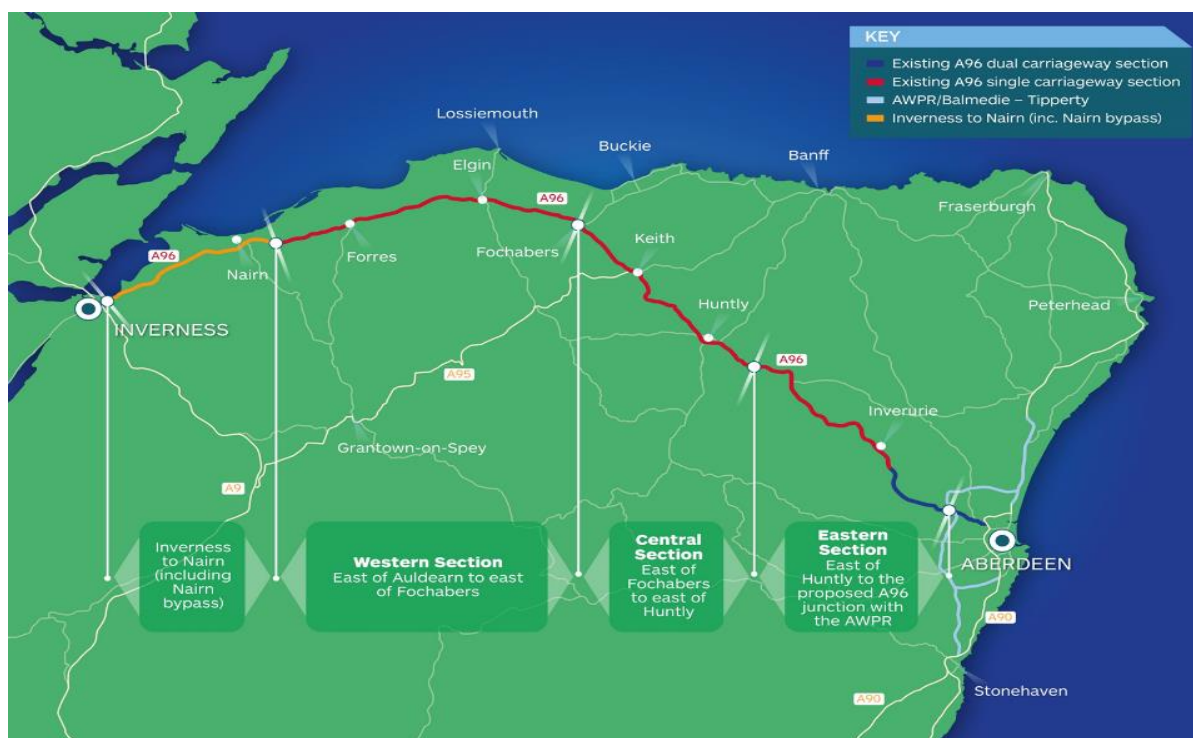 KEY
Existing A96 dual carriageway section
Existing A96 single carriageway section
AWPR/Balmedie – Tipperty
Inverness to Nairn (inc. Nairn bypass)
Lossiemouth
Buckie
Banff
Elgin
A96
Fraserburgh
Fochabers
Keith
A96
Nairn
Forres
INVERNESS
Huntly
Peterhead
A96
A95
Inverurie
Grantown-on-Spey
A9
Inverness
to Nairn
(including
Nairn
bypass)
Western Section
East of Auldearn to east
of Fochabers
Central
Section
East of
Fochabers
to east of
Huntly
Eastern
Section
East of
Huntly to the
proposed A96
junction with
the AWPR
ABERDEEN
A90
A90
Stonehaven